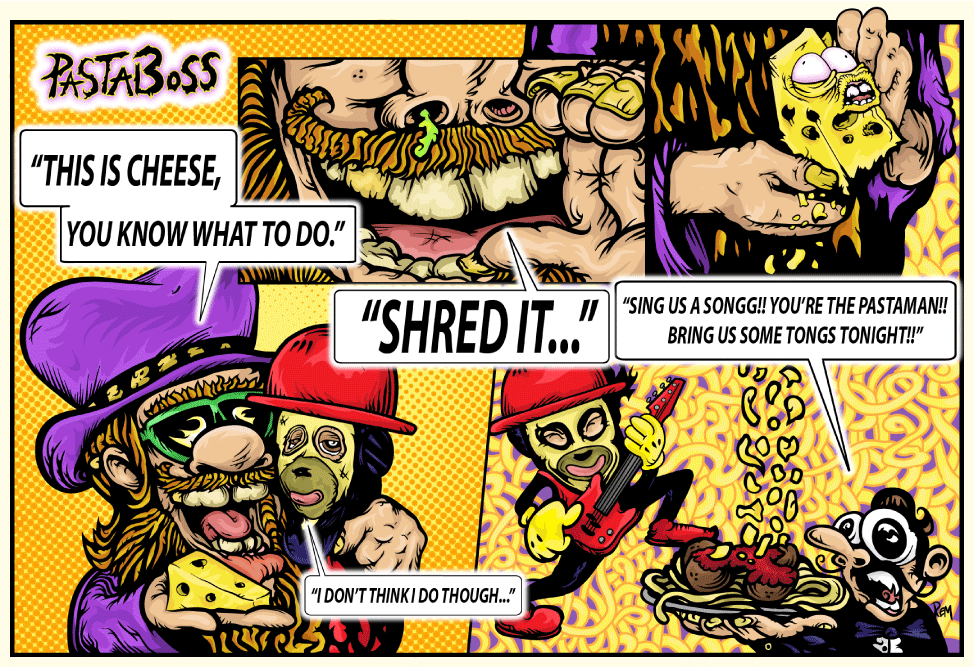 PASTABOSS
“THIS IS CHEESE,
YOU KNOW WHAT TO DO.”
“SHRED IT...”
“SING US A SONGG!! YOU’RE THE PASTAMAN!!
BRING US SOME TONGS TONIGHT!!”
“I DON’T THINK I DO THOUGH...”
REM